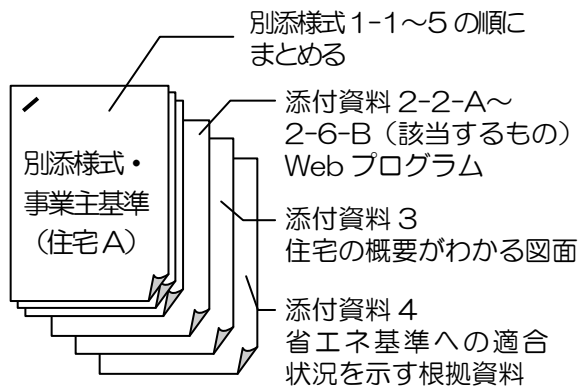 別添様式1-1～5の順に
まとめる
添付資料 2-2-A～
2-6-B（該当するもの）
Web プログラム
別添様式・
事業主基準
（住宅A）
添付資料 3
住宅の概要がわかる図面
添付資料 4
省エネ基準への適合
状況を示す根拠資料